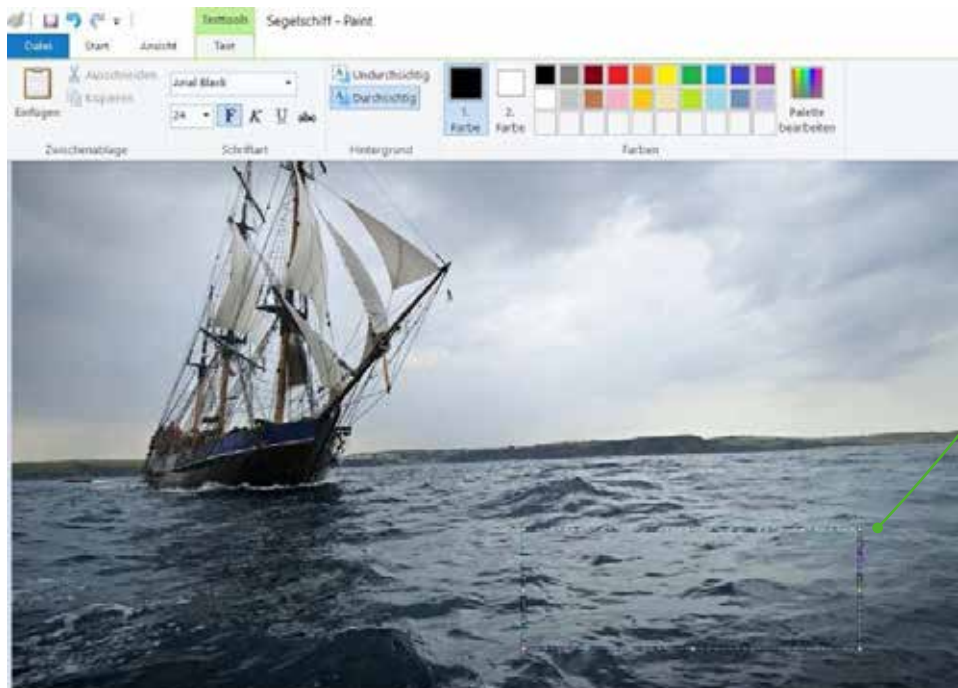 Texttools Segelschiff - Paint
Datei Start Ansicht Text
Ausschneiden
Kopieren
Einfügen
Zwischenablage
Arial Black
24 F K U abc
Schriftart
Undurchsichtig
Durchsichtig
Hintergrund
1. Farbe
2. Farbe
Palette bearbeiten
Farben